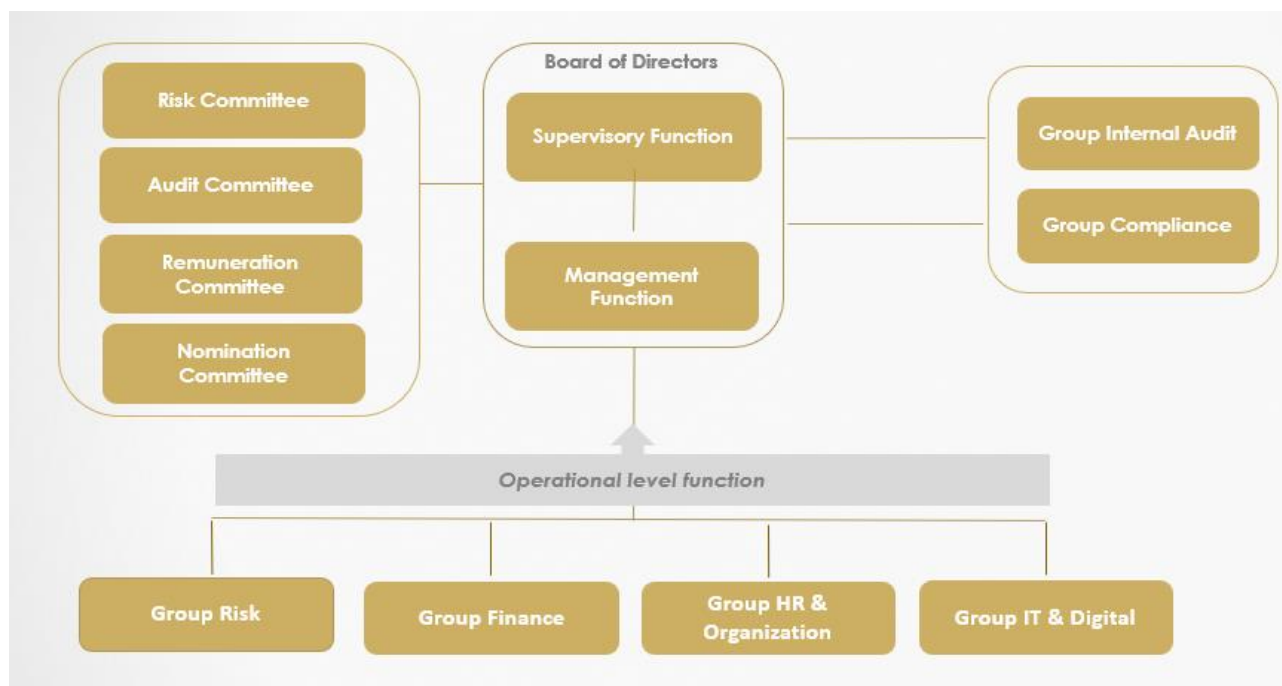 Board of Directors
Risk Committee
Audit Committee
Remuneration
Committee
Nomination
Committee
Supervisory Function
Management
Function
Group Internal Audit
Group Compliance
Operational level function
Group Risk
Group Finance
Group HR &
Organization
Group IT & Digital